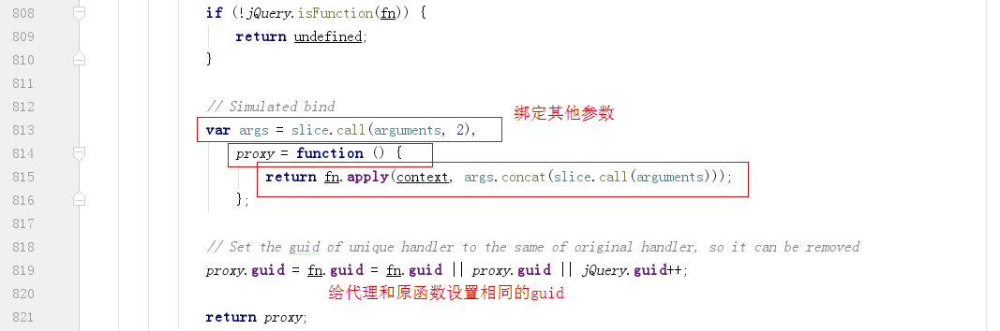 808 if (!jQuery.isFunction(fn)) {
809 return undefined;
810 }
811
812 // Simulated bind
813 var args = slice.call(arguments, 2), 绑定其他参数
814 proxy = function () {
815 return fn.apply(context, args.concat(slice.call(arguments)));
816 };
817
818 // Set the guid of unique handler to the same of original handler, so it can be removed
819 proxy.guid = fn.guid = fn.guid || proxy.guid || jQuery.guid++;
820 给代理和原函数设置相同的guid
821 return proxy;